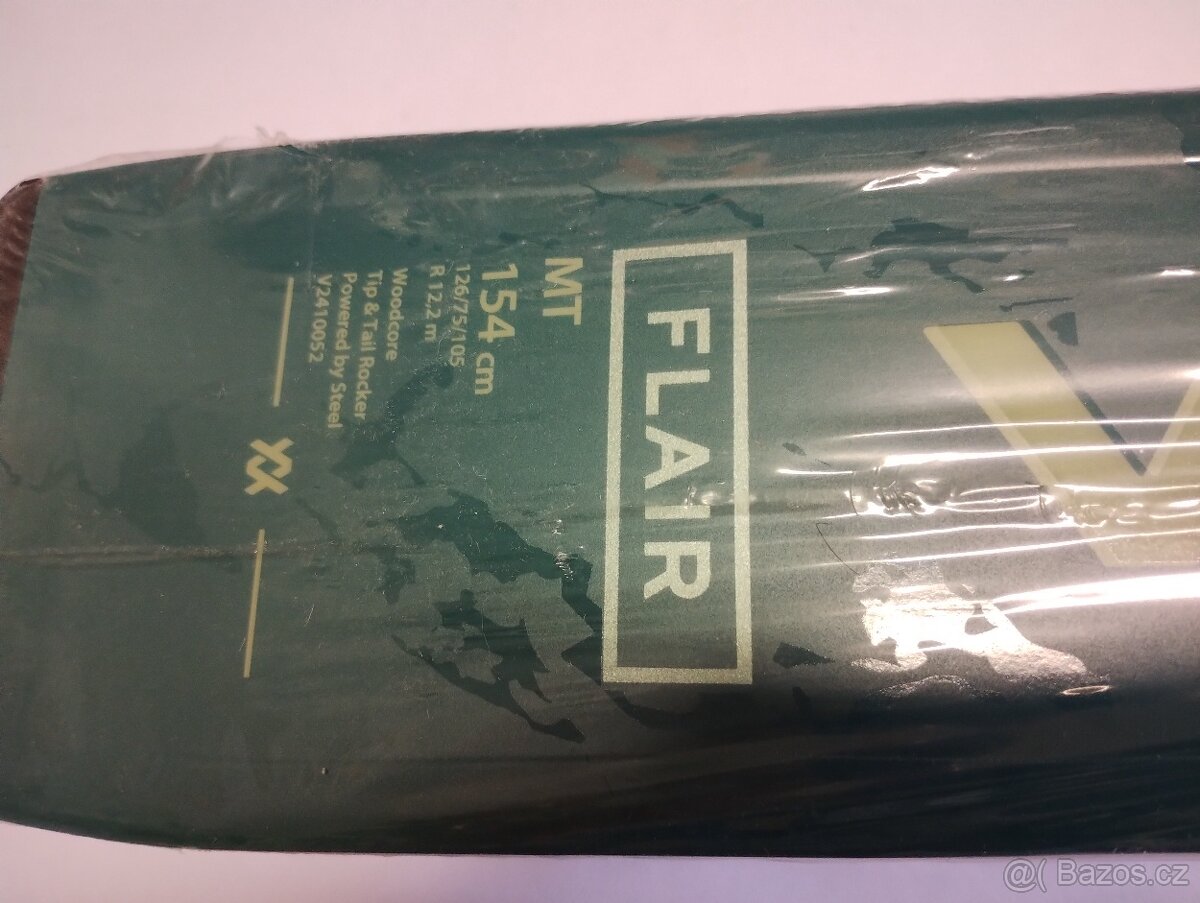 FLAIR
MT
154 cm
126/75/105
R 12.2 m
Woodcore
Tip & Tail Rocker
Powered by Steel
V2410052
@( Bazos.cz